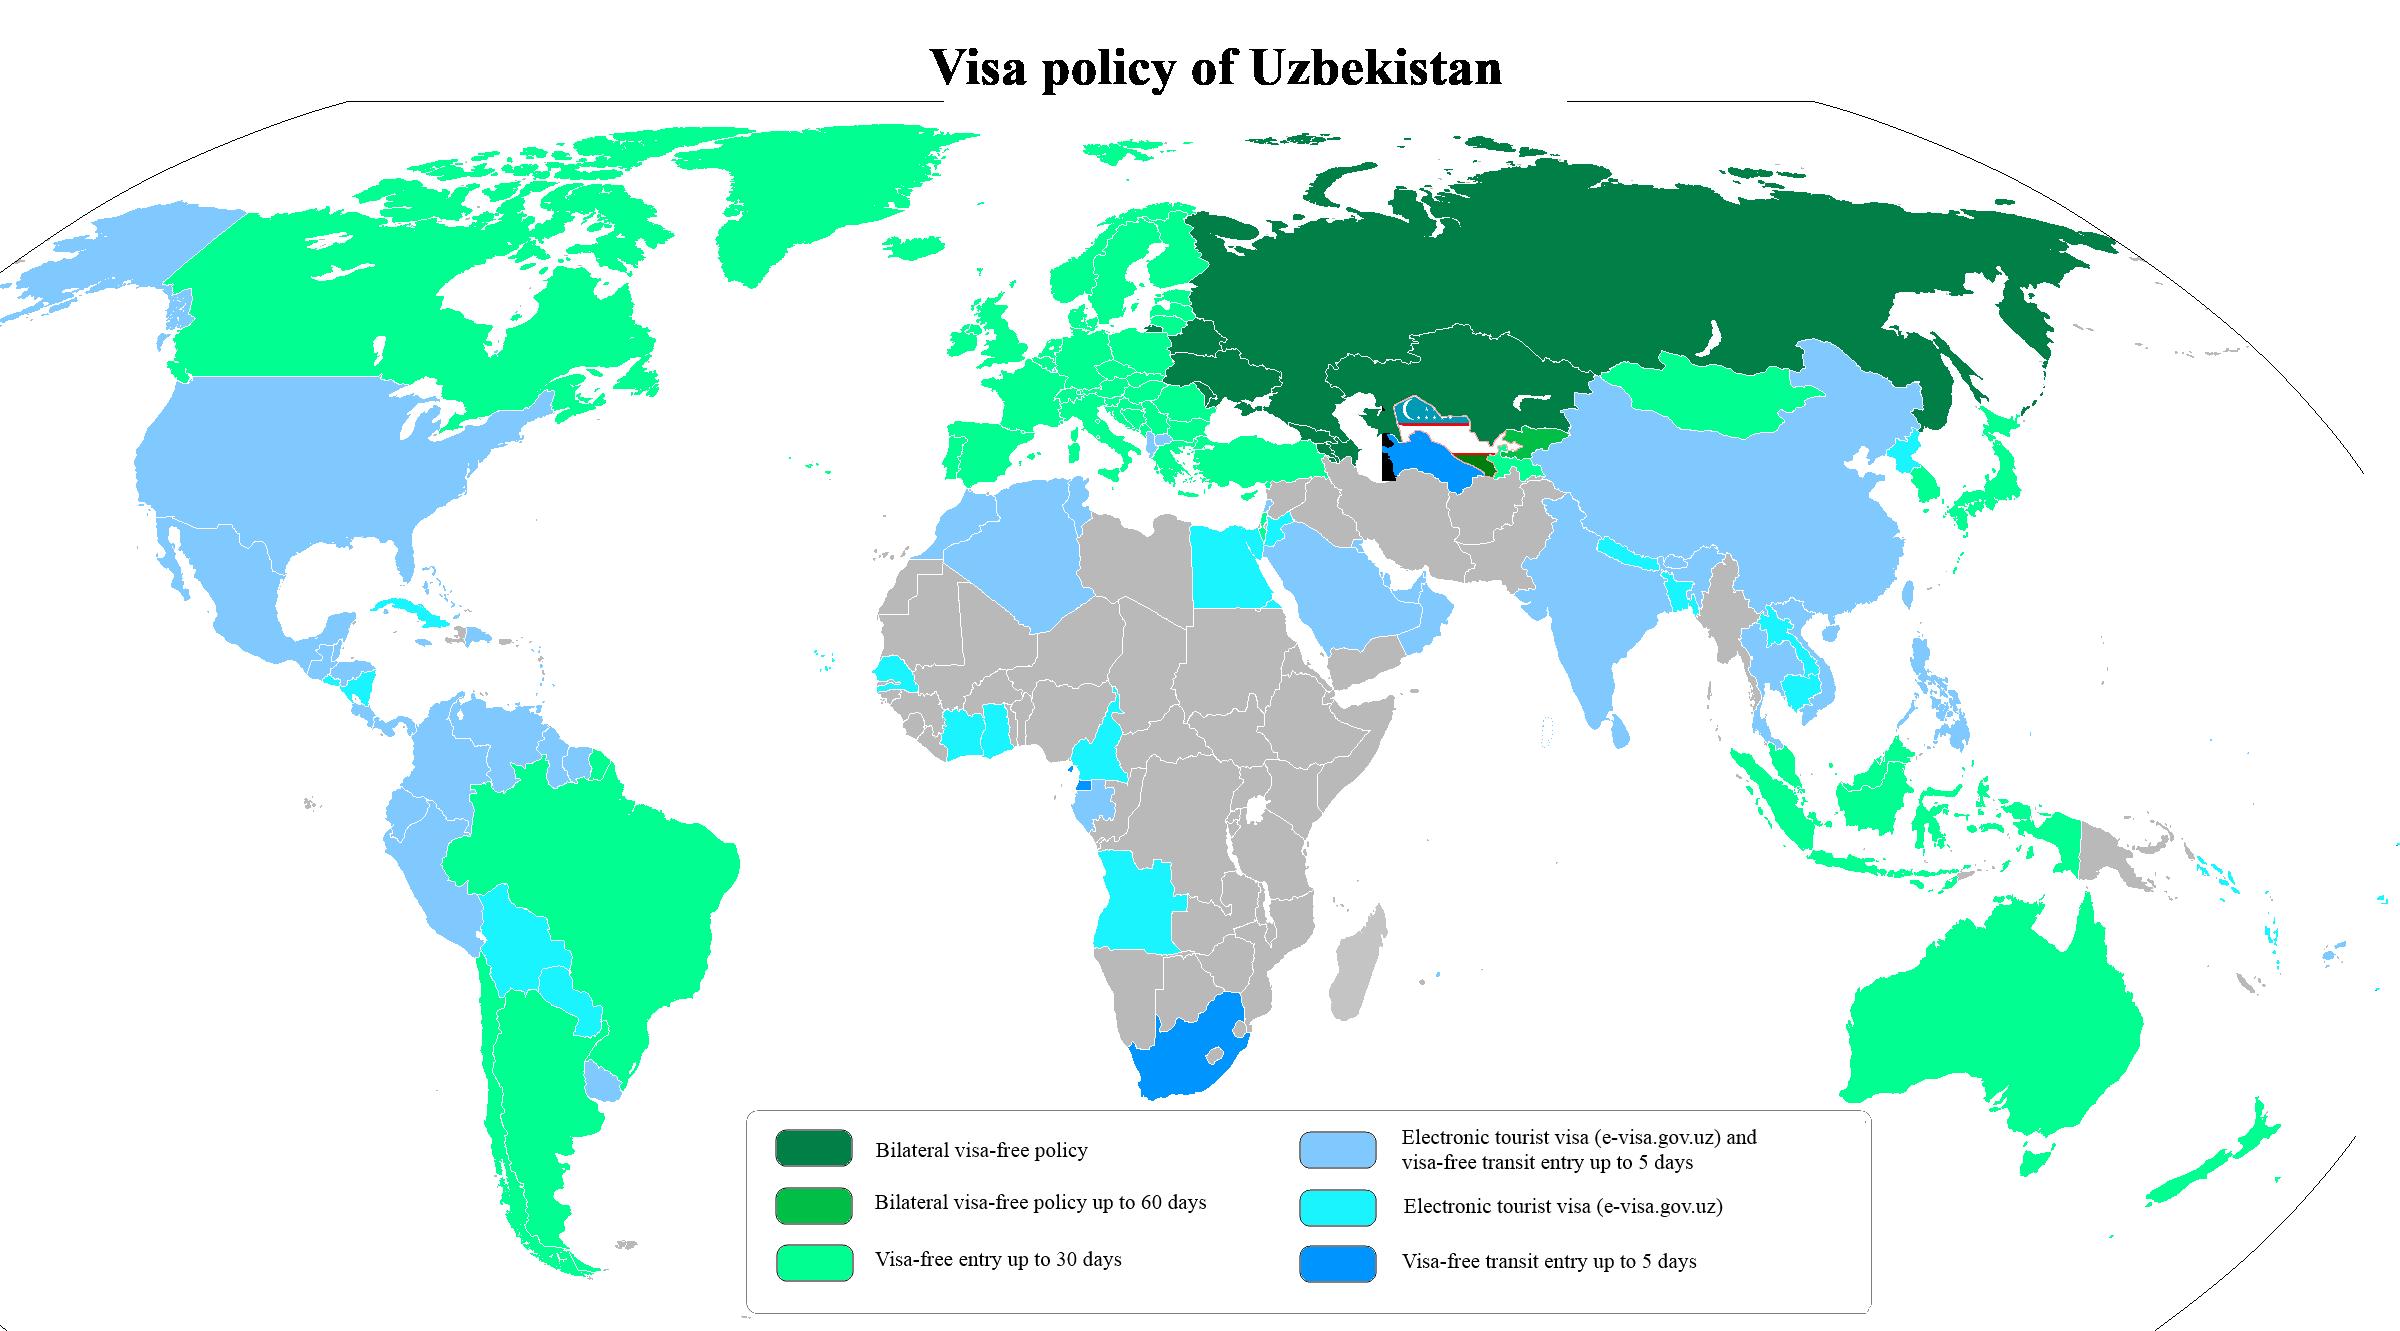 Visa policy of Uzbekistan
Bilateral visa-free policy
Bilateral visa-free policy up to 60 days
Visa-free entry up to 30 days
Electronic tourist visa (e-visa.gov.uz) and
visa-free transit entry up to 5 days
Electronic tourist visa (e-visa.gov.uz)
Visa-free transit entry up to 5 days